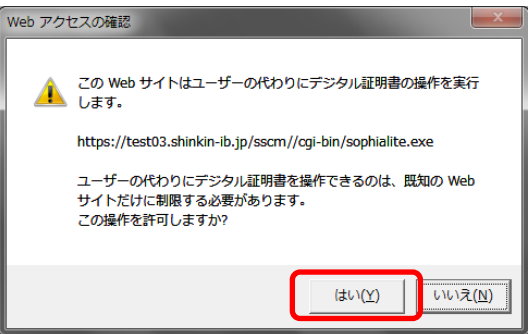 Web アクセスの確認
この Web サイトはユーザーの代わりにデジタル証明書の操作を実行
します。
https://test03.shinkin-ib.jp/sscm//cgi-bin/sophialite.exe
ユーザーの代わりにデジタル証明書を操作できるのは、既知の Web
サイトだけに制限する必要があります。
この操作を許可しますか?
はい(Y)
いいえ(N)